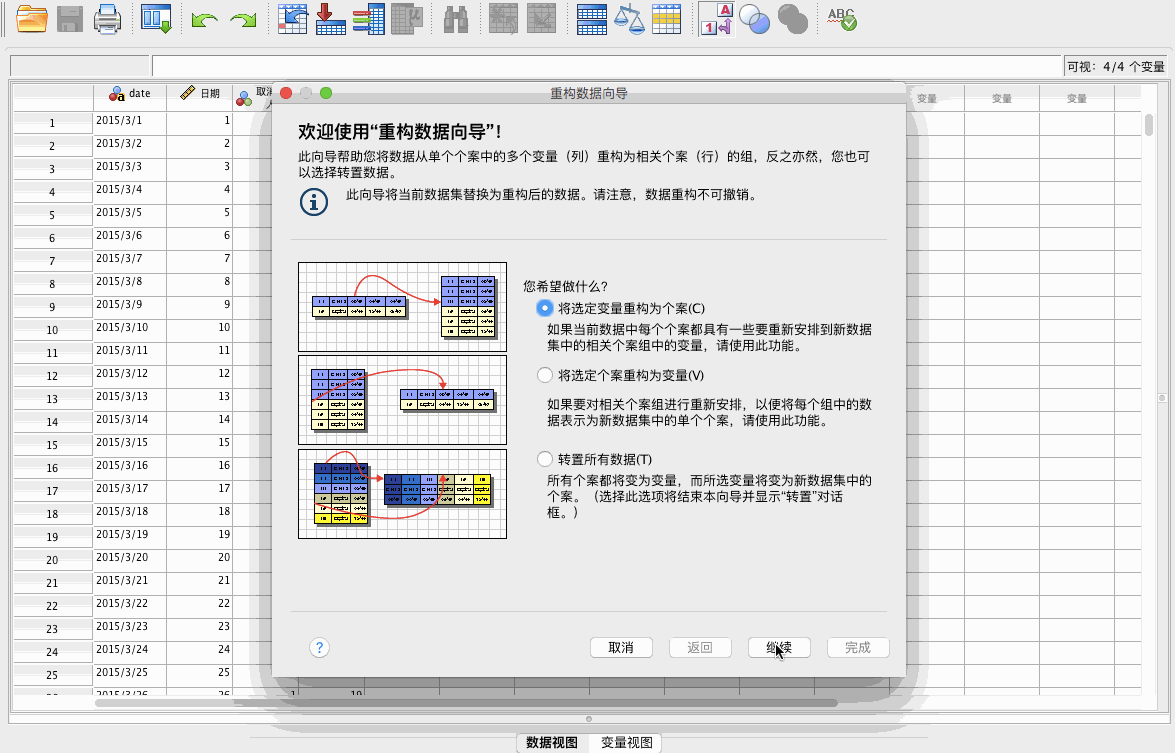 ABC
可视: 4/4 个变量
date 日期 取消 变量 变量 变量
重构数据向导
欢迎使用“重构数据向导”!
此向导帮助您将数据从单个个案中的多个变量（列）重构为相关个案（行）的组，反之亦然，您也可
以选择转置数据。
此向导将当前数据集替换为重构后的数据。请注意，数据重构不可撤销。
您希望做什么?
将选定变量重构为个案(C)
如果当前数据中每个个案都具有一些要重新安排到新数据
集中的相关个案组中的变量，请使用此功能。
将选定个案重构为变量(V)
如果要对相关个案组进行重新安排，以便将每个组中的数
据表示为新数据集中的单个个案，请使用此功能。
转置所有数据(T)
所有个案都将变为变量，而所选变量将变为新数据集中的
个案。（选择此选项将结束本向导并显示“转置”对话
框。）
取消 返回 继续 完成
1 2015/3/1 1
2 2015/3/2 2
3 2015/3/3 3
4 2015/3/4 4
5 2015/3/5 5
6 2015/3/6 6
7 2015/3/7 7
8 2015/3/8 8
9 2015/3/9 9
10 2015/3/10 10
11 2015/3/11 11
12 2015/3/12 12
13 2015/3/13 13
14 2015/3/14 14
15 2015/3/15 15
16 2015/3/16 16
17 2015/3/17 17
18 2015/3/18 18
19 2015/3/19 19
20 2015/3/20 20
21 2015/3/21 21
22 2015/3/22 22
23 2015/3/23 23
24 2015/3/24 24
25 2015/3/25 25
2015/3/26 26 1 19
数据视图 变量视图